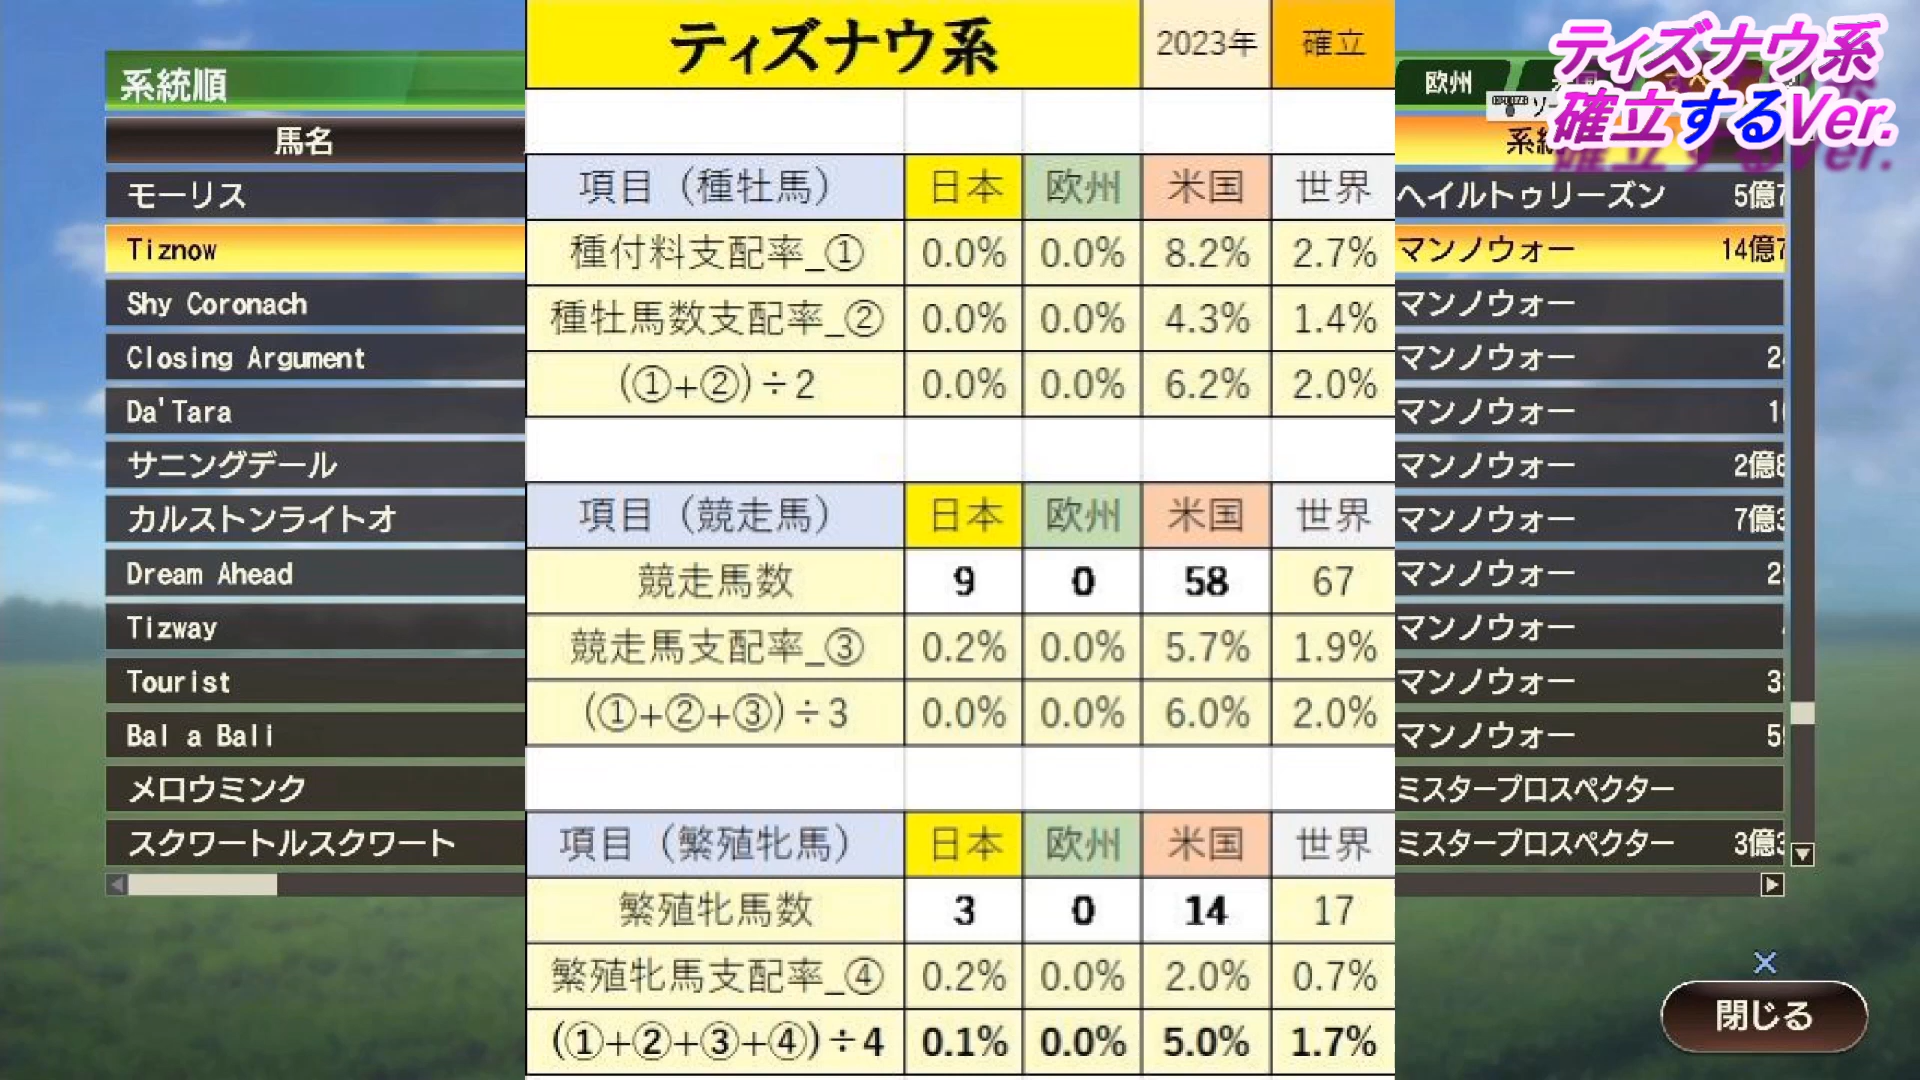 系統順
馬名
モーリス
Tiznow
Shy Coronach
Closing Argument
Da'Tara
サニングデール
カルストンライトオ
Dream Ahead
Tizway
Tourist
Bal a Bali
メロウミンク
スクワートルスクワート
ティズナウ系 2023年 確立
項目（種牡馬） 日本 欧州 米国 世界
種付料支配率_① 0.0% 0.0% 8.2% 2.7%
種牡馬数支配率_② 0.0% 0.0% 4.3% 1.4%
(①+②)÷2 0.0% 0.0% 6.2% 2.0%
項目（競走馬） 日本 欧州 米国 世界
競走馬数 9 0 58 67
競走馬支配率_③ 0.2% 0.0% 5.7% 1.9%
(①+②+③)÷3 0.0% 0.0% 6.0% 2.0%
項目（繁殖牝馬） 日本 欧州 米国 世界
繁殖牝馬数 3 0 14 17
繁殖牝馬支配率_④ 0.2% 0.0% 2.0% 0.7%
(①+②+③+④)÷4 0.1% 0.0% 5.0% 1.7%
ティズナウ系
確立するVer.
欧州
ヘイルトゥリーズン 5億
マンノウォー 14億
マンノウォー
マンノウォー
マンノウォー
マンノウォー 2億
マンノウォー 7億
マンノウォー
マンノウォー
マンノウォー
マンノウォー
ミスタープロスペクター
ミスタープロスペクター 3億
閉じる